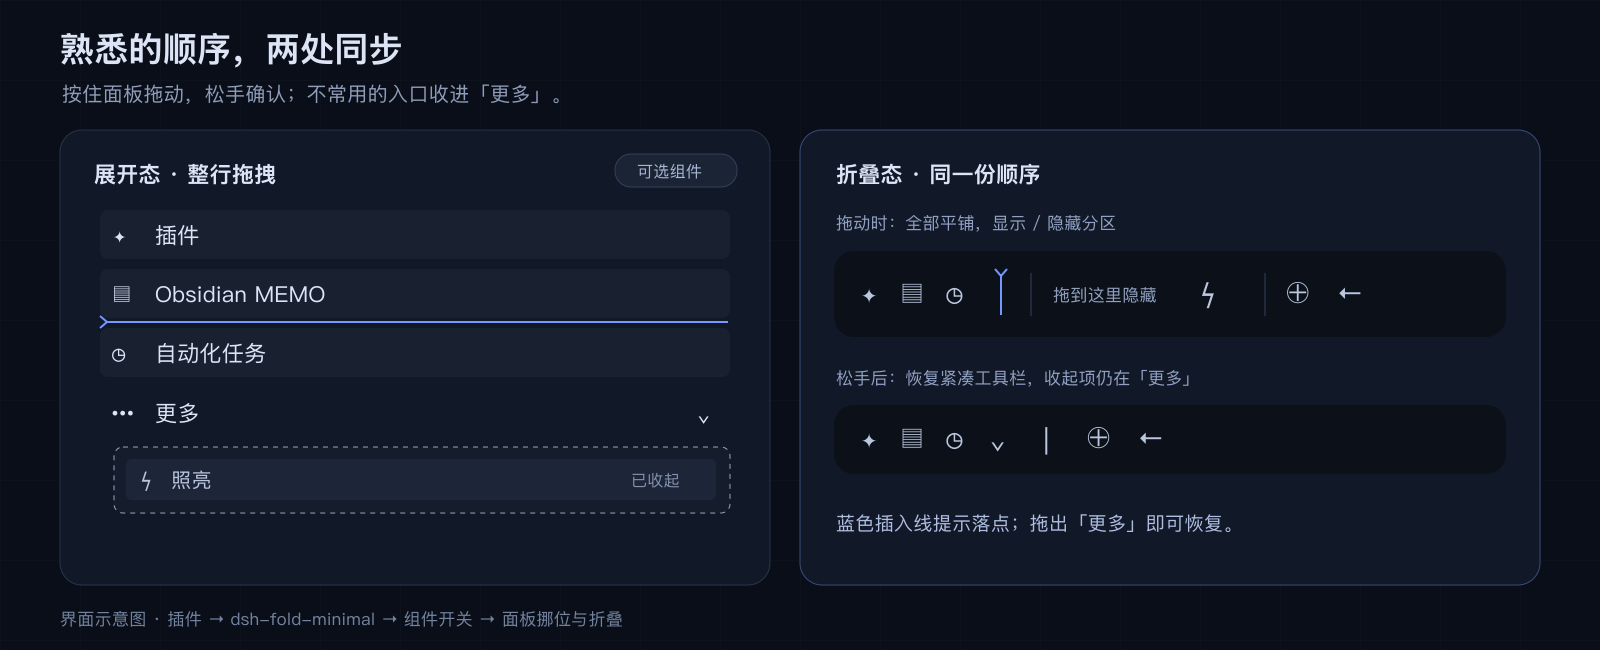 熟悉的顺序，两处同步
按住面板拖动，松手确认；不常用的入口收进「更多」。
展开态 · 整行拖拽
可选组件
插件
Obsidian MEMO
自动化任务
更多
照亮
已收起
折叠态 · 同一份顺序
拖动时：全部平铺，显示 / 隐藏分区
拖到这里隐藏
松手后：恢复紧凑工具栏，收起项仍在「更多」
蓝色插入线提示落点；拖出「更多」即可恢复。
界面示意图 · 插件 → dsh-fold-minimal → 组件开关 → 面板挪位与折叠